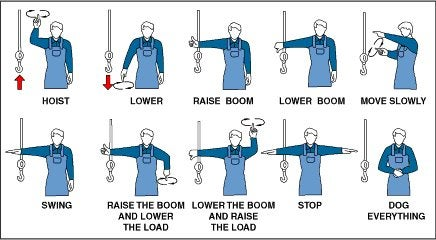 HOIST
LOWER
RAISE BOOM
LOWER BOOM
MOVE SLOWLY
SWING
RAISE THE BOOM
AND LOWER
THE LOAD
LOWER THE BOOM
AND RAISE
THE LOAD
STOP
DOG
EVERYTHING